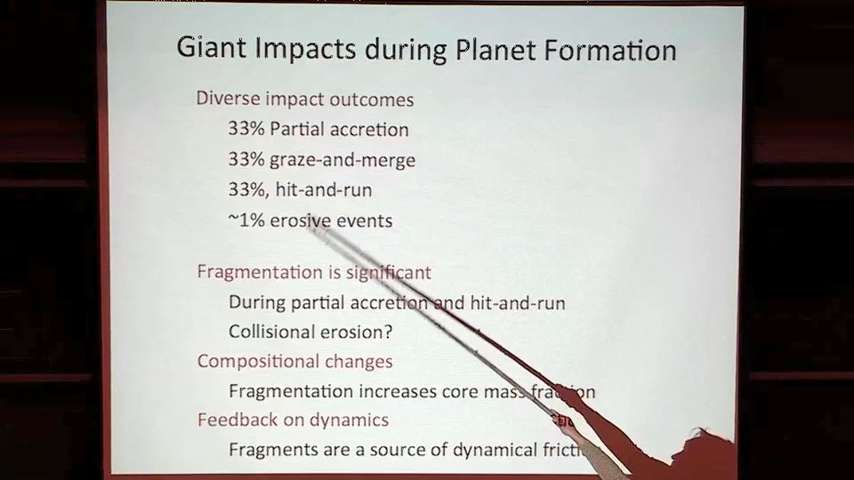 Giant Impacts during Planet Formation
Diverse impact outcomes
33% Partial accretion
33% graze-and-merge
33%, hit-and-run
~1% erosive events
Fragmentation is significant
During partial accretion and hit-and-run
Collisional erosion?
Compositional changes
Fragmentation increases core mass fraction
Feedback on dynamics
Fragments are a source of dynamical